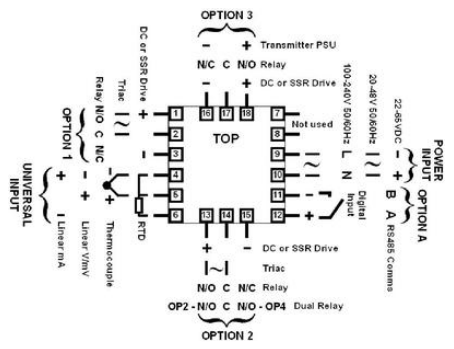 OPTION 3
- + Transmitter PSU
N/C C N/O Relay
- + DC or SSR Drive
16 17 18
TOP
1
2
3
4
5
6
7
8
9
10
11
12
13 14 15
Not used
DC or SSR Drive
+ -
Triac
Relay N/O C N/C
OPTION 1
UNIVERSAL INPUT
+ - Linear mA
- + Linear V/mV
- + Thermocouple
RTD
100-240V 50/60Hz L N
20-48V 50/60Hz
22-65VDC - +
POWER INPUT
Digital Input
- +
B A RS485 Comms
OPTION A
+ - DC or SSR Drive
Triac
N/O C N/C Relay
OP2 - N/O C N/O - OP4 Dual Relay
OPTION 2